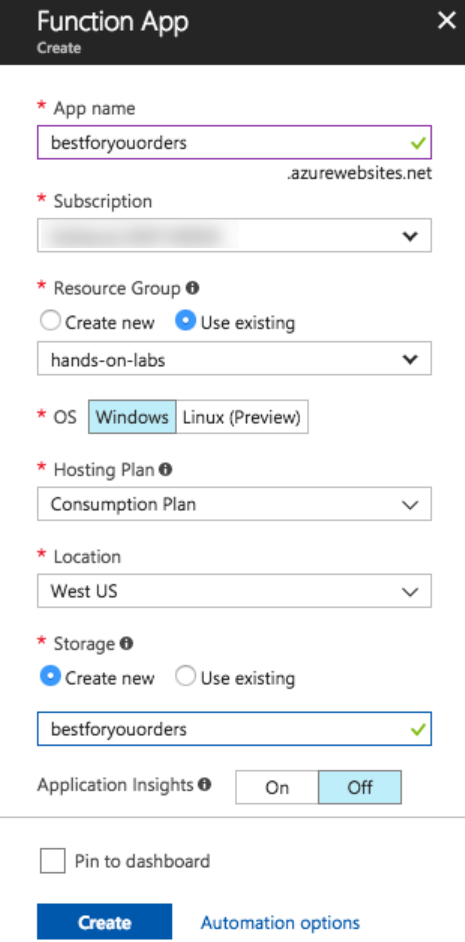 Function App
Create
* App name
bestforyouorders
.azurewebsites.net
* Subscription
* Resource Group
Create new Use existing
hands-on-labs
* OS Windows Linux (Preview)
* Hosting Plan
Consumption Plan
* Location
West US
* Storage
Create new Use existing
bestforyouorders
Application Insights On Off
Pin to dashboard
Create Automation options